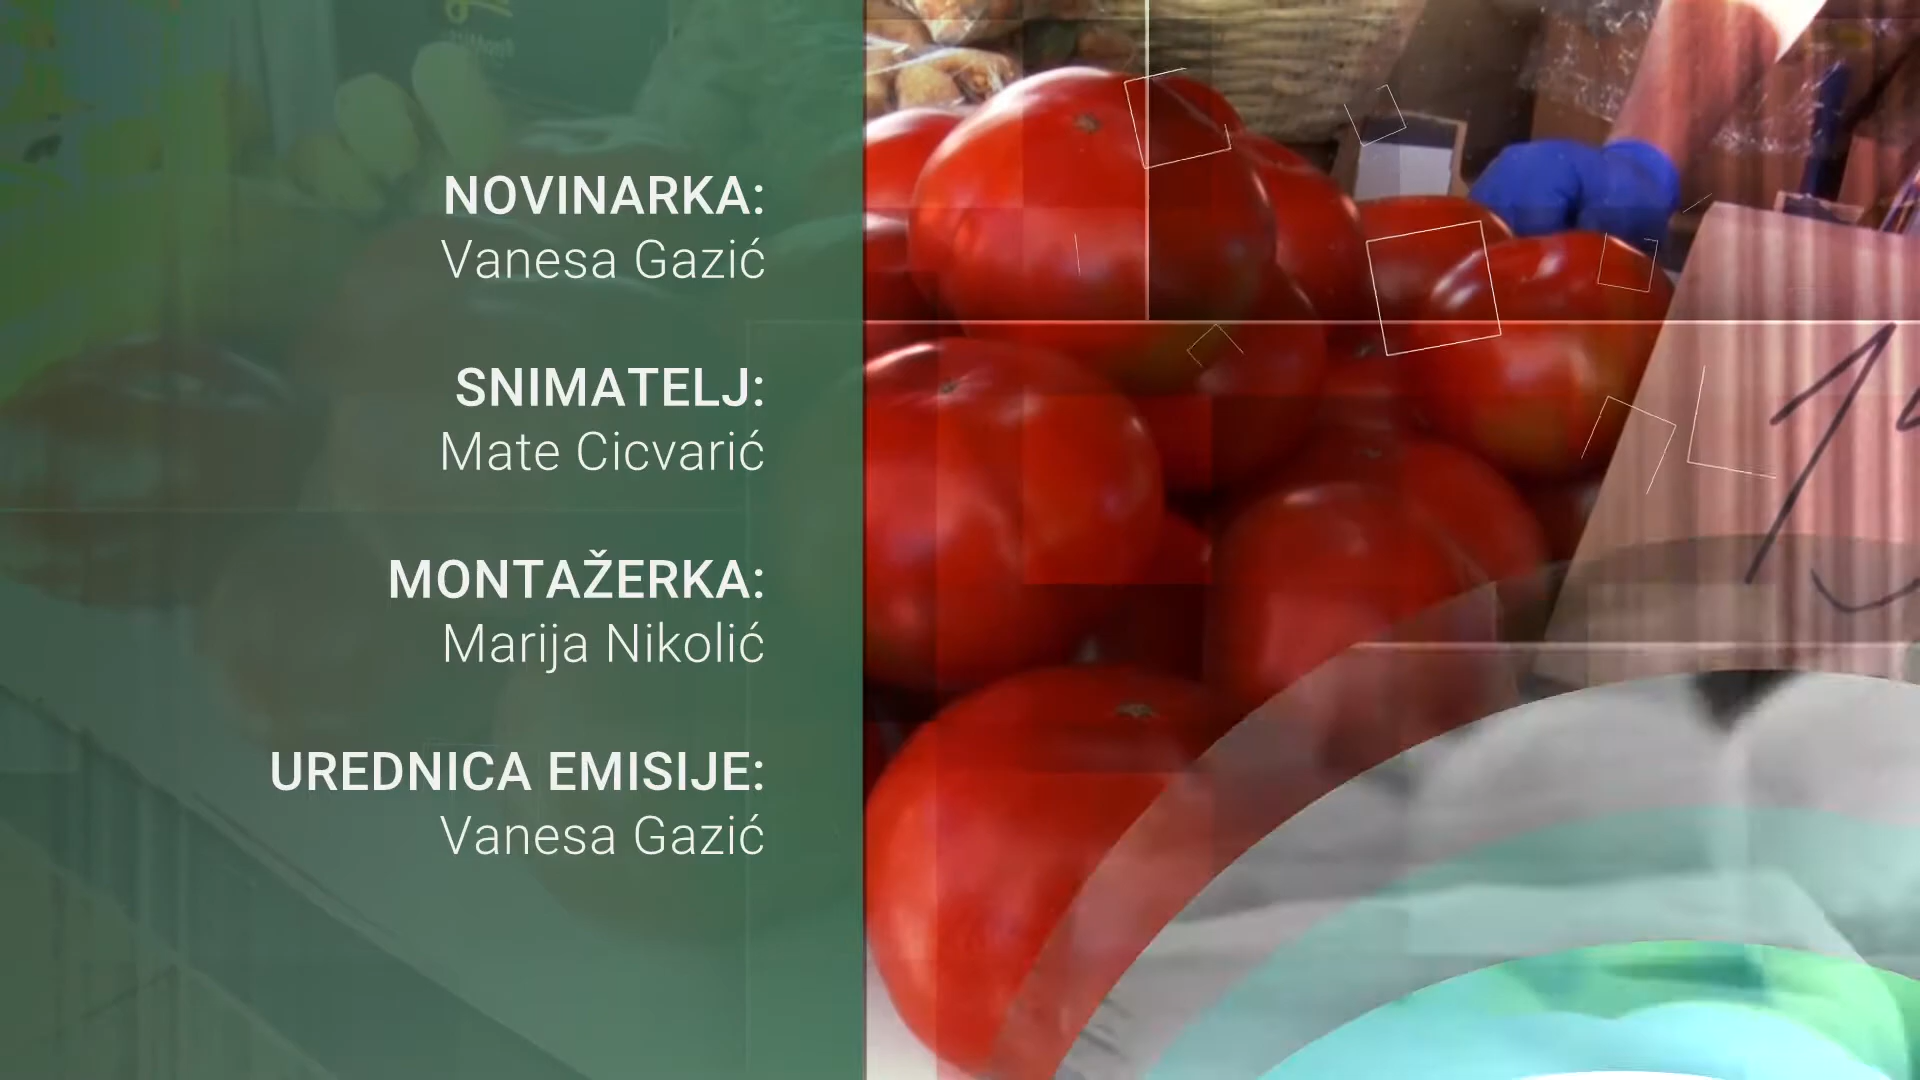 NOVINARKA:
Vanesa Gazić
SNIMATELJ:
Mate Cicvarić
MONTAŽERKA:
Marija Nikolić
UREDNICA EMISIJE:
Vanesa Gazić